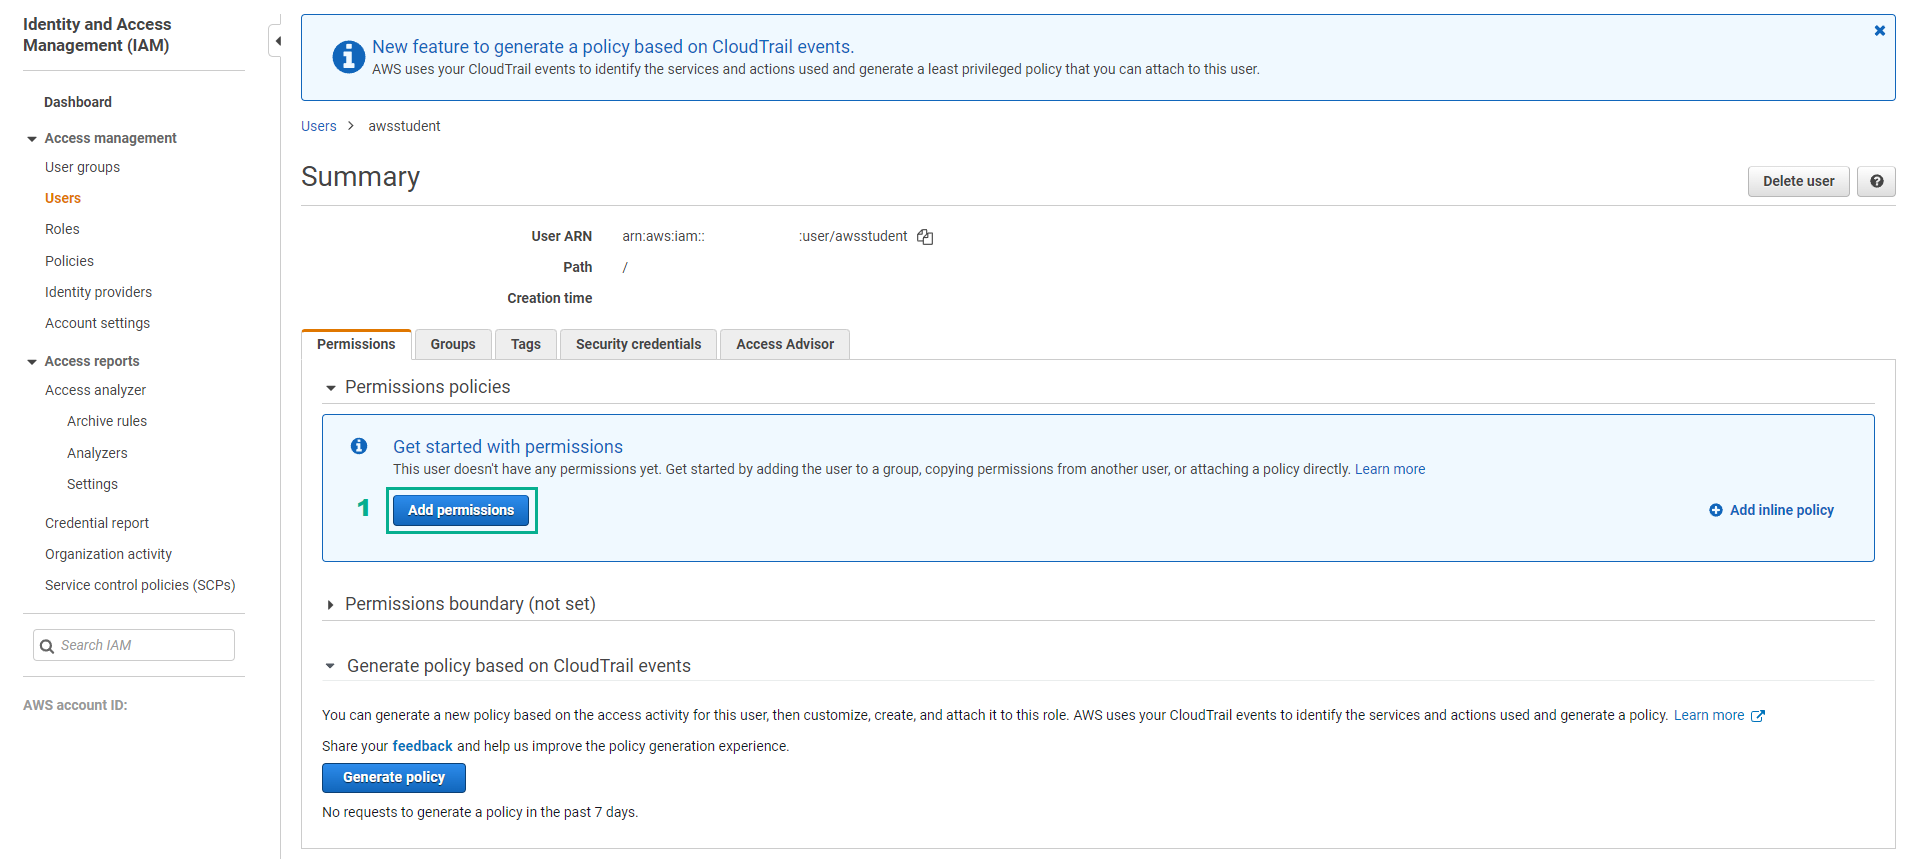 Identity and Access
Management (IAM)
Dashboard
Access management
User groups
Users
Roles
Policies
Identity providers
Account settings
Access reports
Access analyzer
Archive rules
Analyzers
Settings
Credential report
Organization activity
Service control policies (SCPs)
Search IAM
AWS account ID:
New feature to generate a policy based on CloudTrail events.
AWS uses your CloudTrail events to identify the services and actions used and generate a least privileged policy that you can attach to this user.
Users > awsstudent
Summary
Delete user
User ARN arn:aws:iam:: :user/awsstudent
Path /
Creation time
Permissions Groups Tags Security credentials Access Advisor
Permissions policies
Get started with permissions
This user doesn't have any permissions yet. Get started by adding the user to a group, copying permissions from another user, or attaching a policy directly. Learn more
1 Add permissions Add inline policy
Permissions boundary (not set)
Generate policy based on CloudTrail events
You can generate a new policy based on the access activity for this user, then customize, create, and attach it to this role. AWS uses your CloudTrail events to identify the services and actions used and generate a policy. Learn more
Share your feedback and help us improve the policy generation experience.
Generate policy
No requests to generate a policy in the past 7 days.